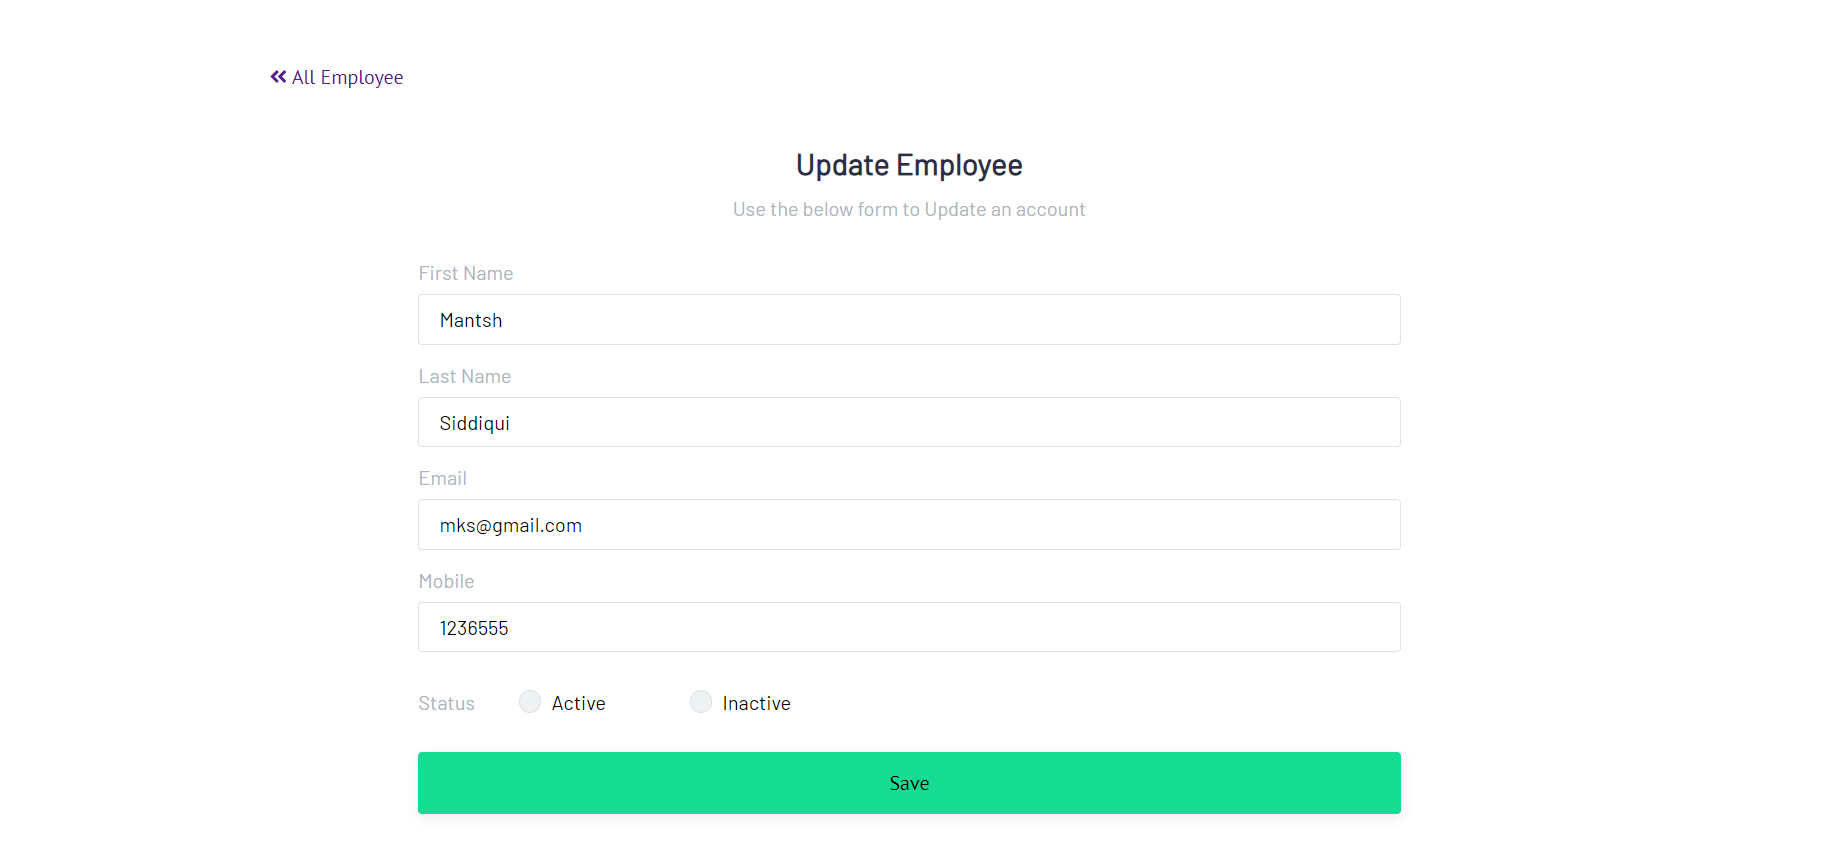 All Employee
Update Employee
Use the below form to Update an account
First Name
Mantsh
Last Name
Siddiqui
Email
mks@gmail.com
Mobile
1236555
Status Active Inactive
Save